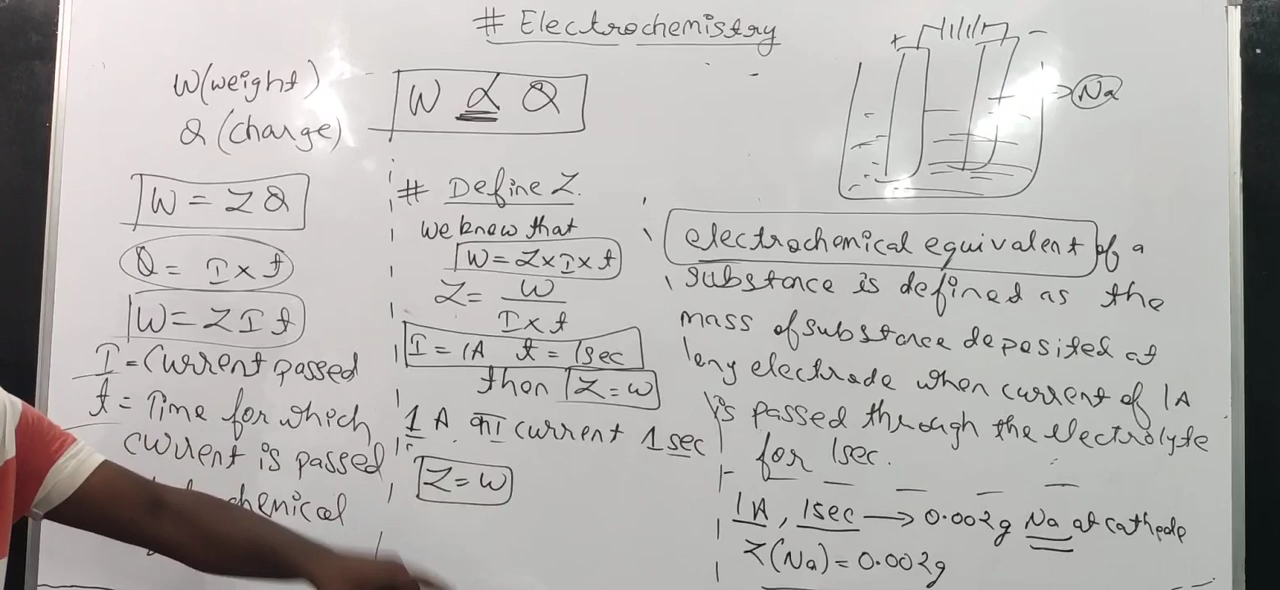 # Electrochemistry
W(weight)
Q (change)
W α Q
W = ZQ
Q = I x t
W = ZIt
I = Current passed
t = Time for which
current is passed
chemical
# Define Z.
we know that
W = Z x I x t
Z = W
I x t
I = 1A t = 1sec
then Z = W
1 A का current 1 sec
Z = W
+ -
Na
electrochemical equivalent of a
substance is defined as the
mass of substance deposited at
any electrode when current of 1A
is passed through the electrolyte
for 1sec.
1A, 1sec → 0.002g Na at cathode
Z(Na) = 0.002g